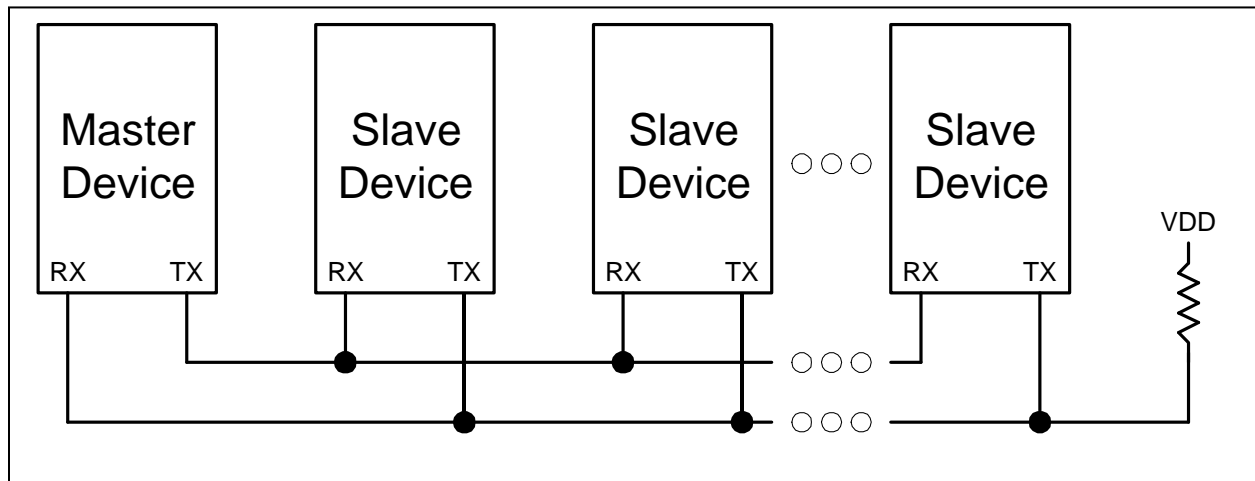 Master
Device
RX TX
Slave
Device
RX TX
Slave
Device
RX TX
Slave
Device
RX TX
VDD